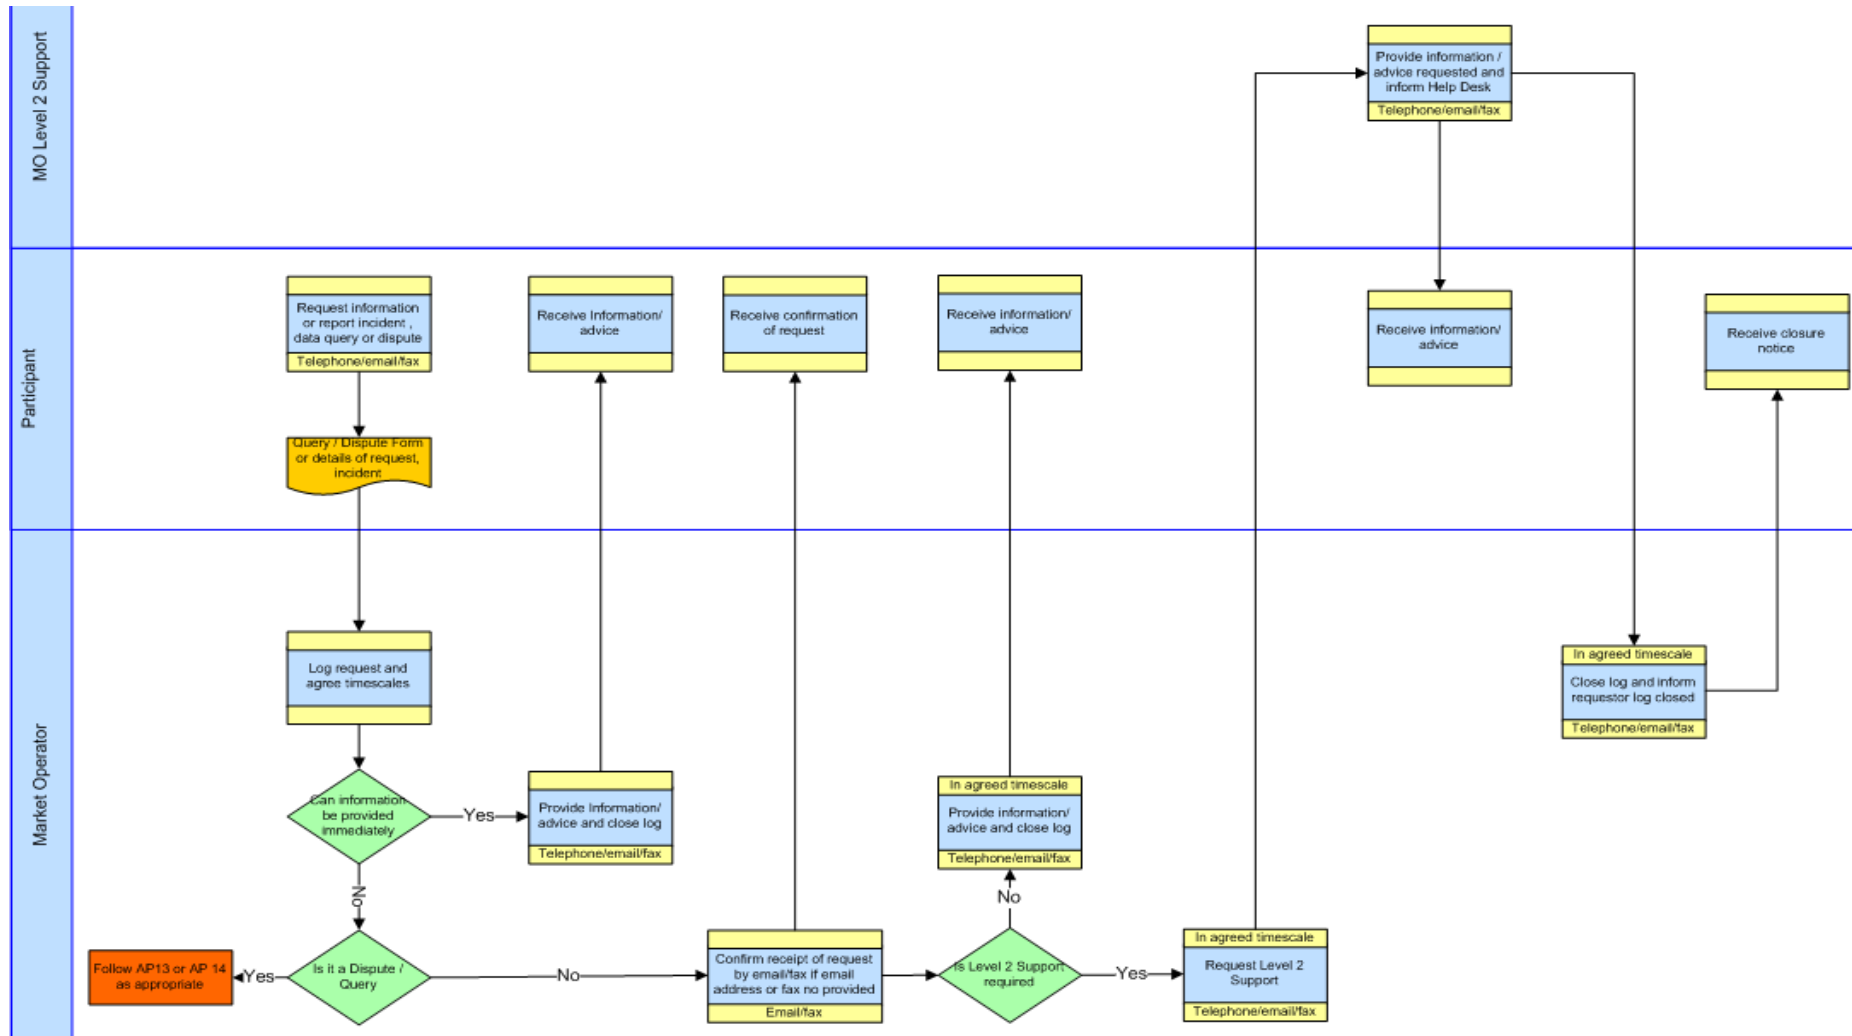 MO Level 2 Support
Provide information /
advice requested and
inform Help Desk
Telephone/email/fax
Participant
Request information
or report incident ,
data query or dispute
Telephone/email/fax
Receive Information/
advice
Receive confirmation
of request
Receive information/
advice
Receive information/
advice
Receive closure
notice
Query / Dispute Form
or details of request,
incident
Market Operator
Log request and
agree timescales
In agreed timescale
Close log and inform
requestor log closed
Telephone/email/fax
Can information
be provided
immediately
Yes
Provide Information/
advice and close log
Telephone/email/fax
In agreed timescale
Provide information/
advice and close log
Telephone/email/fax
No
No
Follow AP13 or AP 14
as appropriate
Yes
Is it a Dispute /
Query
No
Confirm receipt of request
by email/fax if email
address or fax no provided
Email/fax
Is Level 2 Support
required
Yes
In agreed timescale
Request Level 2
Support
Telephone/email/fax